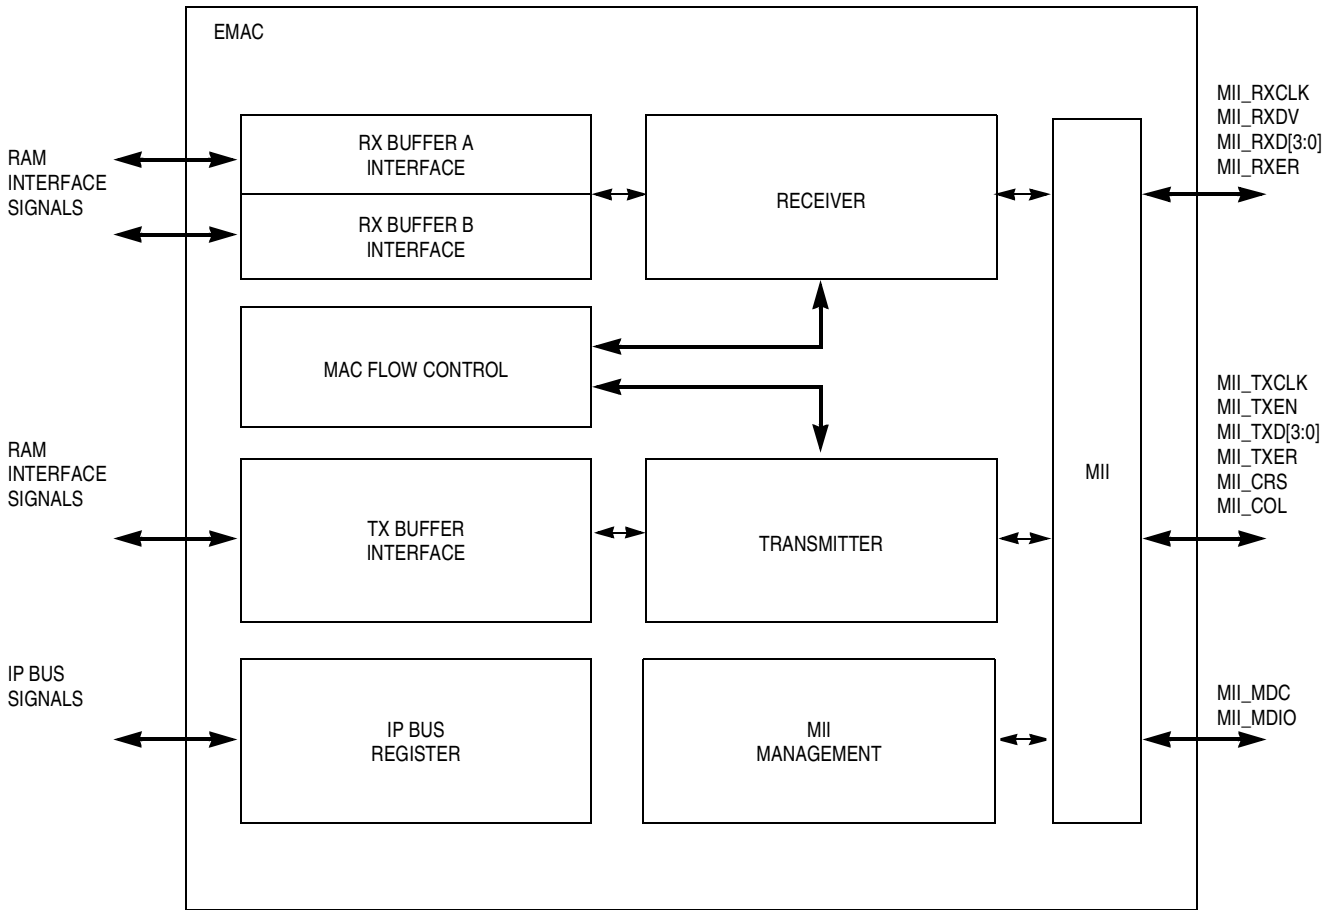 EMAC
RAM
INTERFACE
SIGNALS
RX BUFFER A
INTERFACE
RX BUFFER B
INTERFACE
RECEIVER
MII_RXCLK
MII_RXDV
MII_RXD[3:0]
MII_RXER
MAC FLOW CONTROL
RAM
INTERFACE
SIGNALS
TX BUFFER
INTERFACE
TRANSMITTER
MII
MII_TXCLK
MII_TXEN
MII_TXD[3:0]
MII_TXER
MII_CRS
MII_COL
IP BUS
SIGNALS
IP BUS
REGISTER
MII
MANAGEMENT
MII_MDC
MII_MDIO